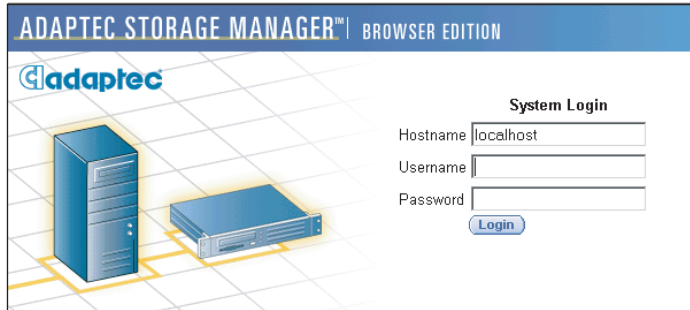 ADAPTEC STORAGE MANAGER™ BROWSER EDITION
adaptec
System Login
Hostname localhost
Username
Password
Login